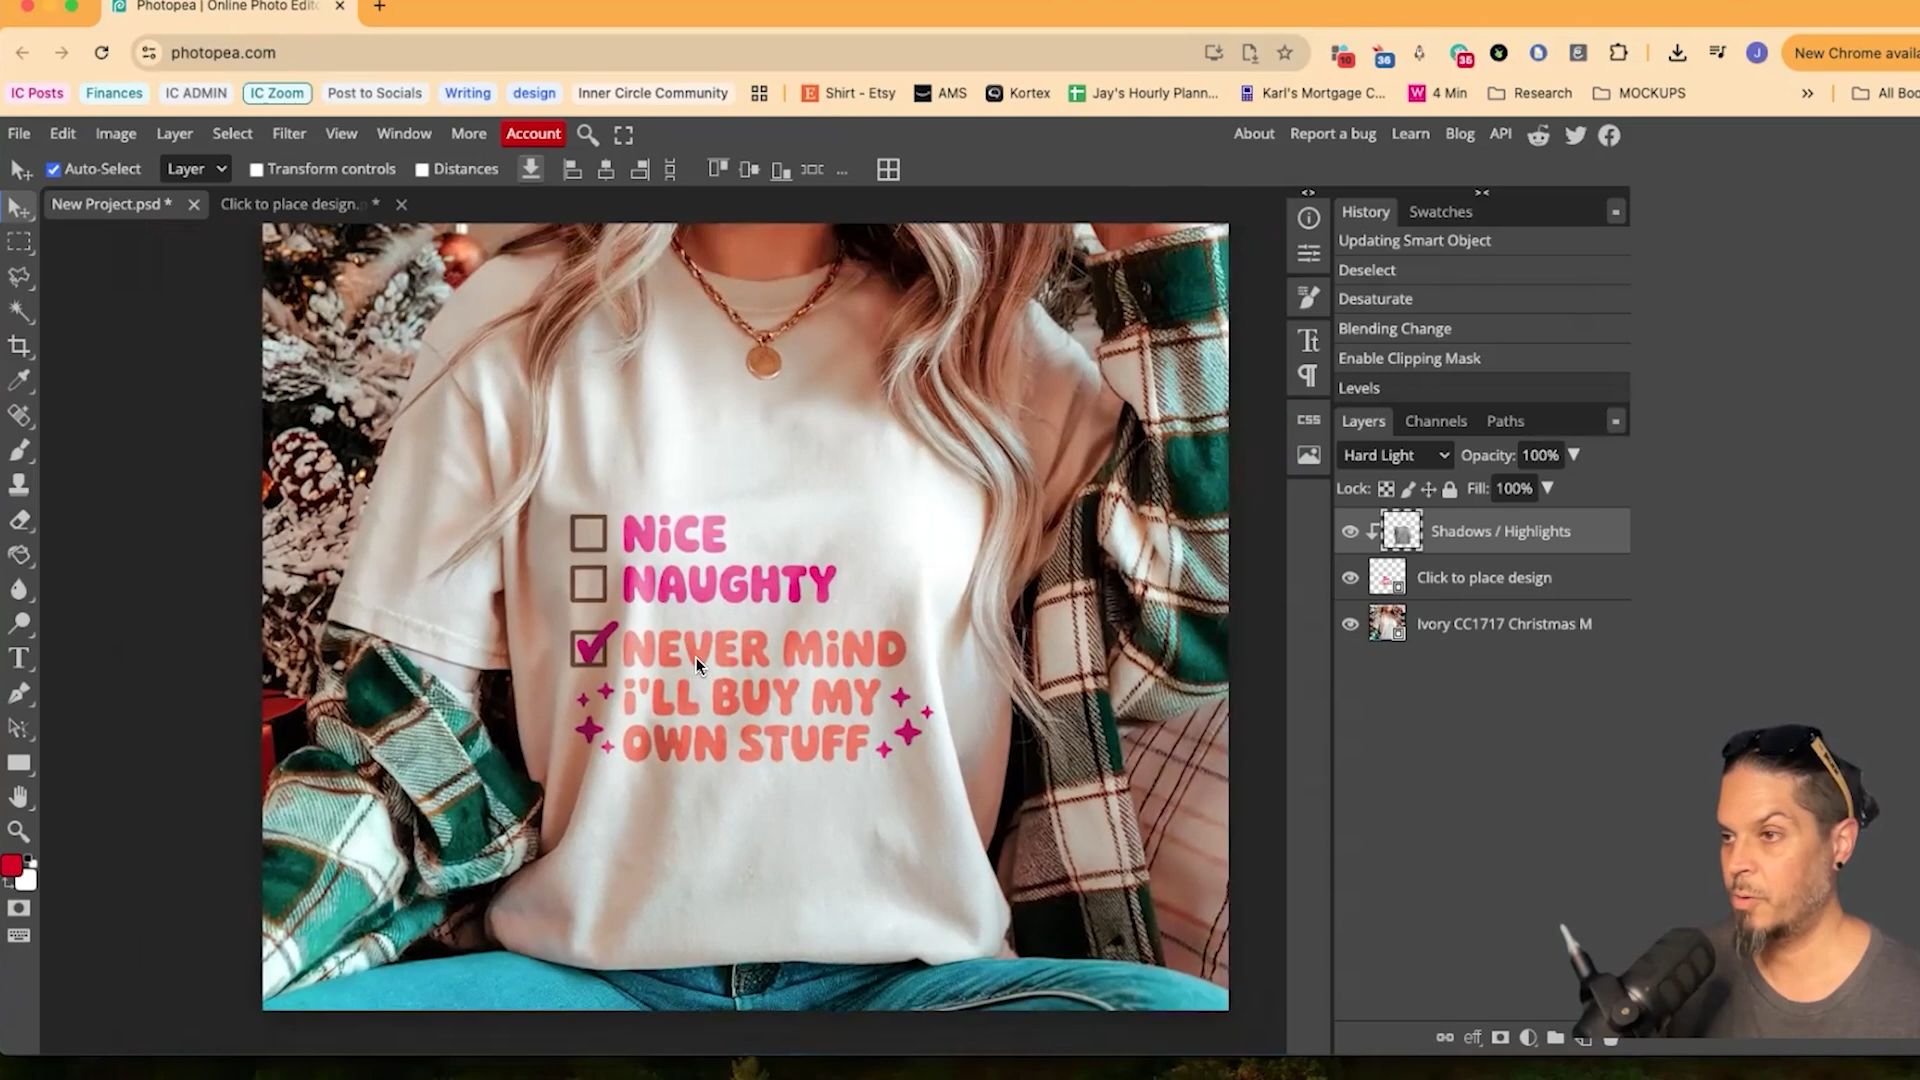 Photopea | Online Photo Edit
photopea.com
10
36
35
J
New Chrome availa
IC Posts
Finances
IC ADMIN
IC Zoom
Post to Socials
Writing
design
Inner Circle Community
Shirt - Etsy
AMS
Kortex
Jay's Hourly Plann...
Karl's Mortgage C...
W 4 Min
Research
MOCKUPS
»
All Boo
File Edit Image Layer Select Filter View Window More Account
About Report a bug Learn Blog API
Auto-Select Layer Transform controls Distances ...
New Project.psd *
Click to place design. *
History Swatches
Updating Smart Object
Deselect
Desaturate
Blending Change
Enable Clipping Mask
Levels
CSS
Layers Channels Paths
Hard Light Opacity: 100%
Lock: Fill: 100%
Shadows / Highlights
Click to place design
Ivory CC1717 Christmas M
NiCE
NAUGHTY
NEVER MiND
i'LL BUY MY
OWN STUFF
eff